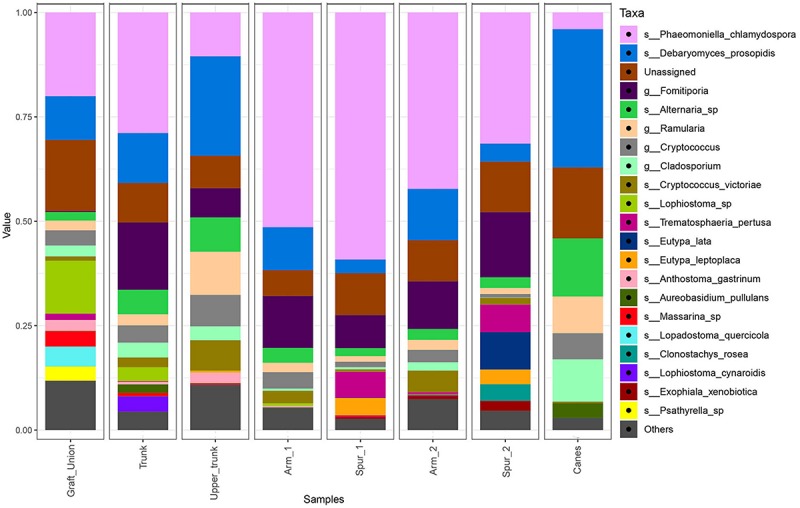 1.00
0.75
0.50
0.25
0.00
Value
Graft_Union
Trunk
Upper_trunk
Arm_1
Spur_1
Arm_2
Spur_2
Canes
Samples
Taxa
s__Phaeomoniella_chlamydospora
s__Debaryomyces_prosopidis
Unassigned
g__Fomitiporia
s__Alternaria_sp
g__Ramularia
g__Cryptococcus
g__Cladosporium
s__Cryptococcus_victoriae
s__Lophiostoma_sp
s__Trematosphaeria_pertusa
s__Eutypa_lata
s__Eutypa_leptoplaca
s__Anthostoma_gastrinum
s__Aureobasidium_pullulans
s__Massarina_sp
s__Lopadostoma_quercicola
s__Clonostachys_rosea
s__Lophiostoma_cynaroidis
s__Exophiala_xenobiotica
s__Psathyrella_sp
Others